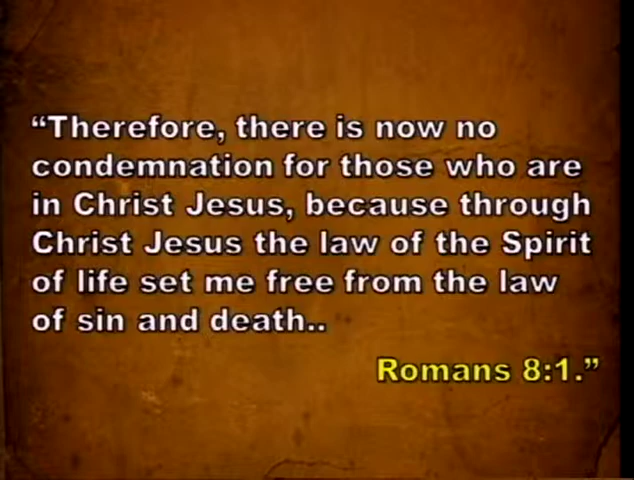 “Therefore, there is now no
condemnation for those who are
in Christ Jesus, because through
Christ Jesus the law of the Spirit
of life set me free from the law
of sin and death..
Romans 8:1.”